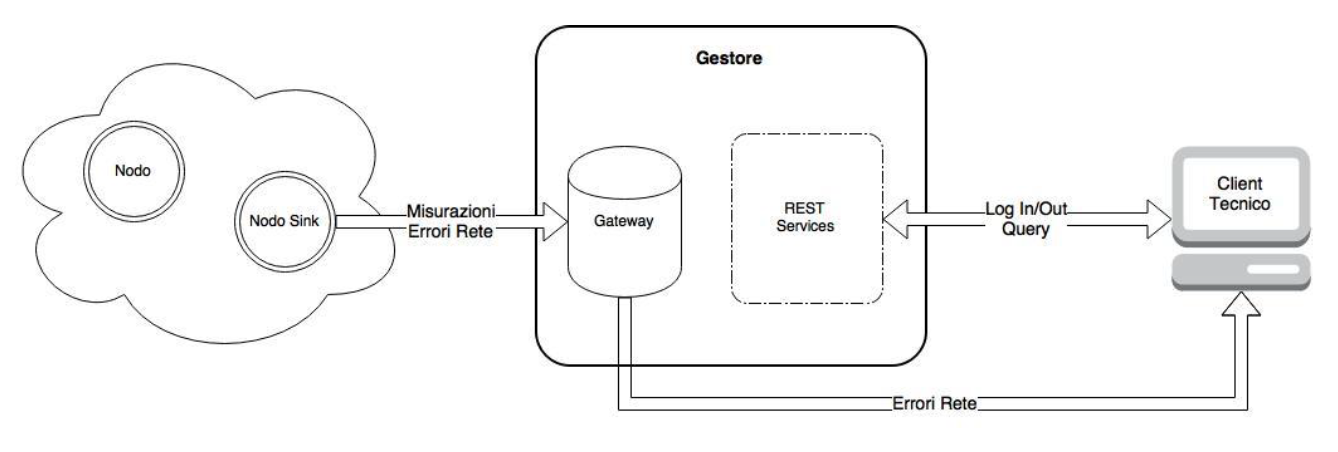 Gestore
Nodo
Nodo Sink
Misurazioni
Errori Rete
Gateway
REST
Services
Log In/Out
Query
Client
Tecnico
Errori Rete